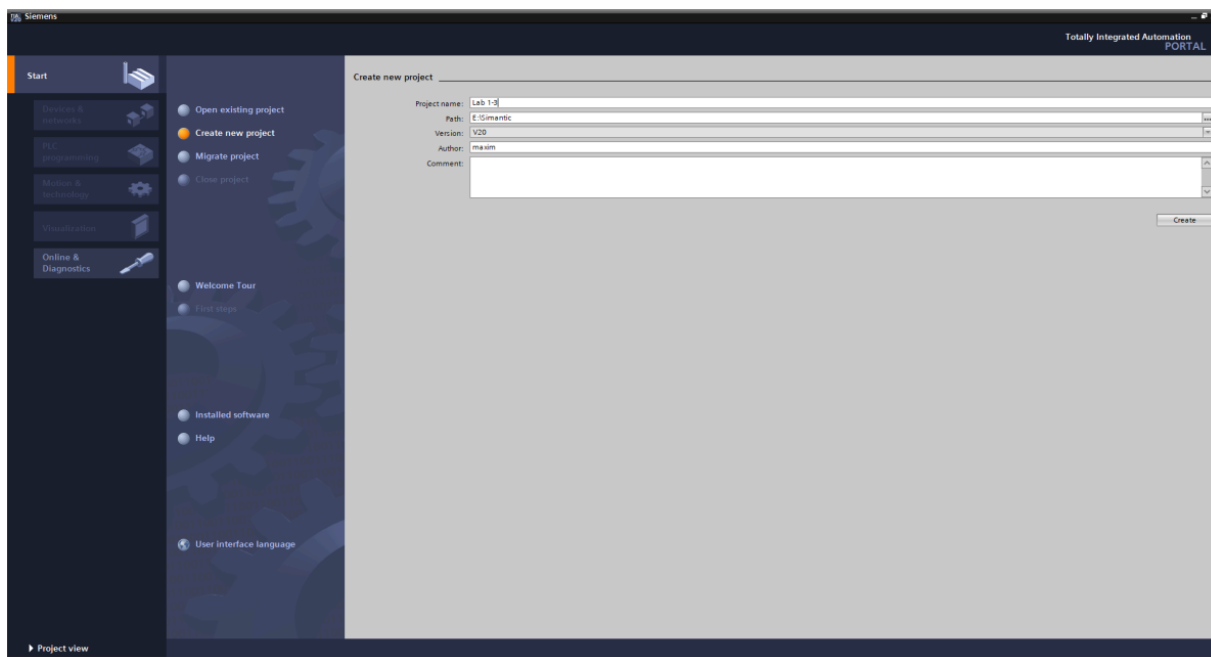 Siemens
Totally Integrated Automation
PORTAL
Start
Devices &
networks
PLC
programming
Motion &
technology
Visualization
Online &
Diagnostics
Open existing project
Create new project
Migrate project
Close project
Welcome Tour
First steps
Installed software
Help
User interface language
Create new project
Project name: Lab 1-3
Path: E:\Simantic
Version: V20
Author: maxim
Comment:
Create
Project view